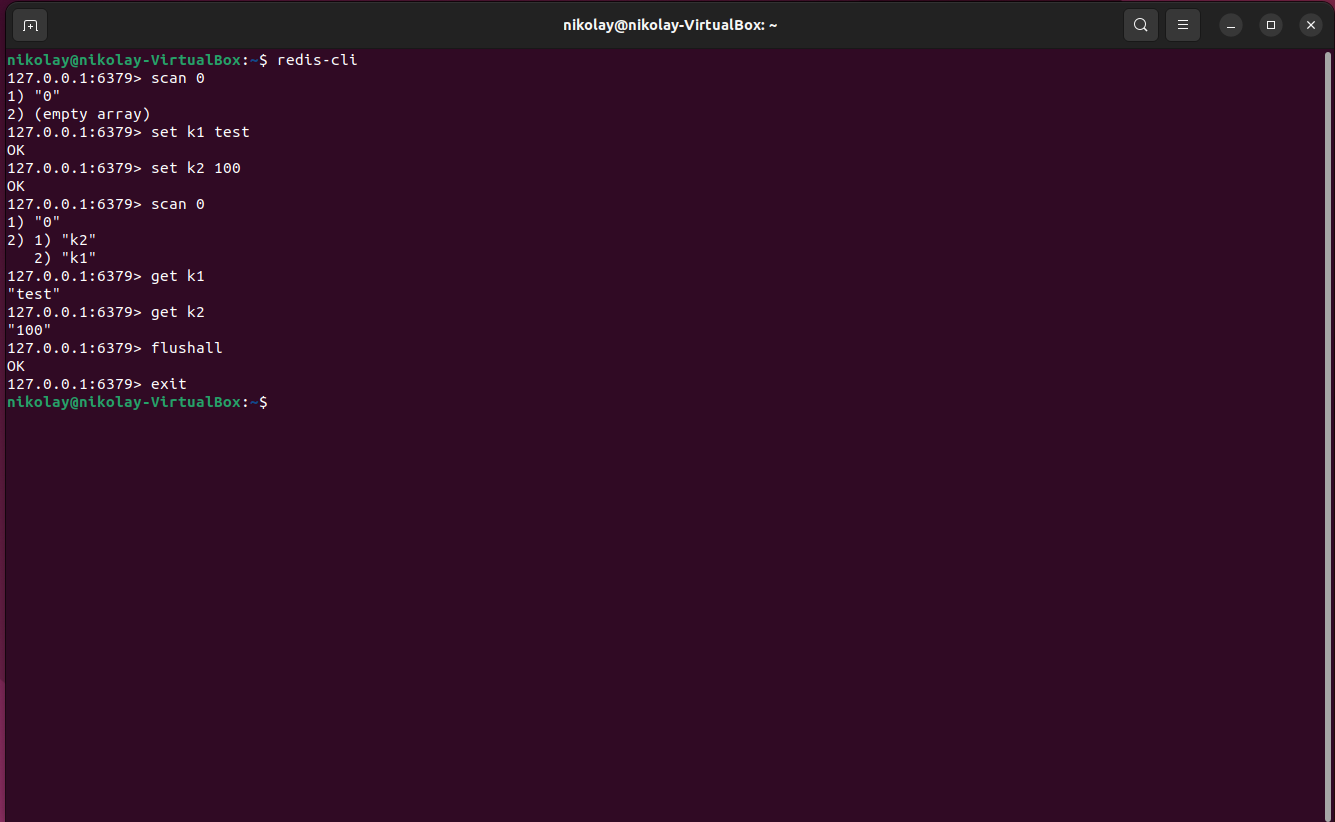 nikolay@nikolay-VirtualBox: ~
nikolay@nikolay-VirtualBox:~$ redis-cli
127.0.0.1:6379> scan 0
1) "0"
2) (empty array)
127.0.0.1:6379> set k1 test
OK
127.0.0.1:6379> set k2 100
OK
127.0.0.1:6379> scan 0
1) "0"
2) 1) "k2"
   2) "k1"
127.0.0.1:6379> get k1
"test"
127.0.0.1:6379> get k2
"100"
127.0.0.1:6379> flushall
OK
127.0.0.1:6379> exit
nikolay@nikolay-VirtualBox:~$